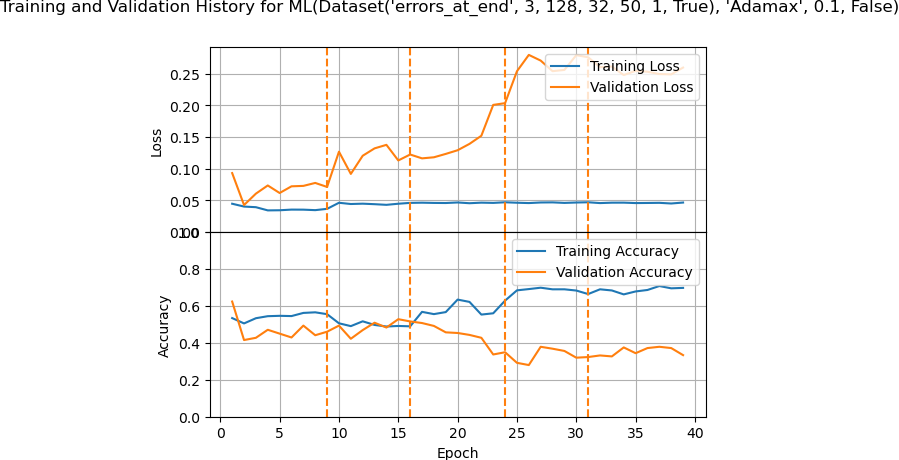 Training and Validation History for ML(Dataset('errors_at_end', 3, 128, 32, 50, 1, True), 'Adamax', 0.1, False)
Training Loss
Validation Loss
0.25
0.20
0.15
0.10
0.05
0.00
Loss
Training Accuracy
Validation Accuracy
1.0
0.8
0.6
0.4
0.2
0.0
Accuracy
0 5 10 15 20 25 30 35 40
Epoch